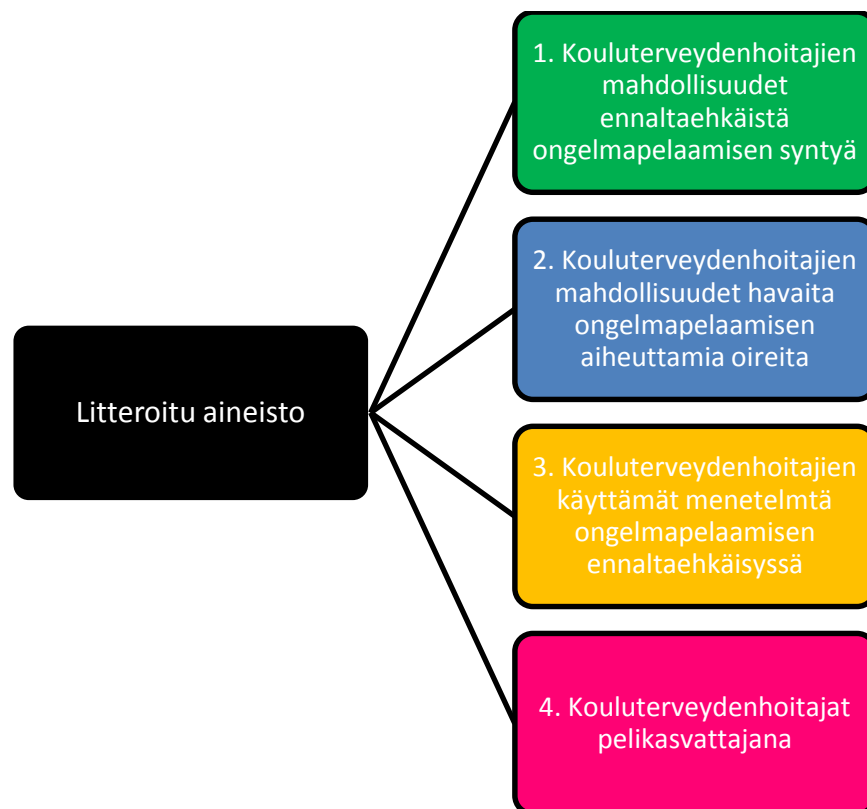 Litteroitu aineisto
1. Kouluterveydenhoitajien
mahdollisuudet
ennaltaehkäistä
ongelmapelaamisen syntyä
2. Kouluterveydenhoitajien
mahdollisuudet havaita
ongelmapelaamisen
aiheuttamia oireita
3. Kouluterveydenhoitajien
käyttämät menetelmtä
ongelmapelaamisen
ennaltaehkäisyssä
4. Kouluterveydenhoitajat
pelikasvattajana